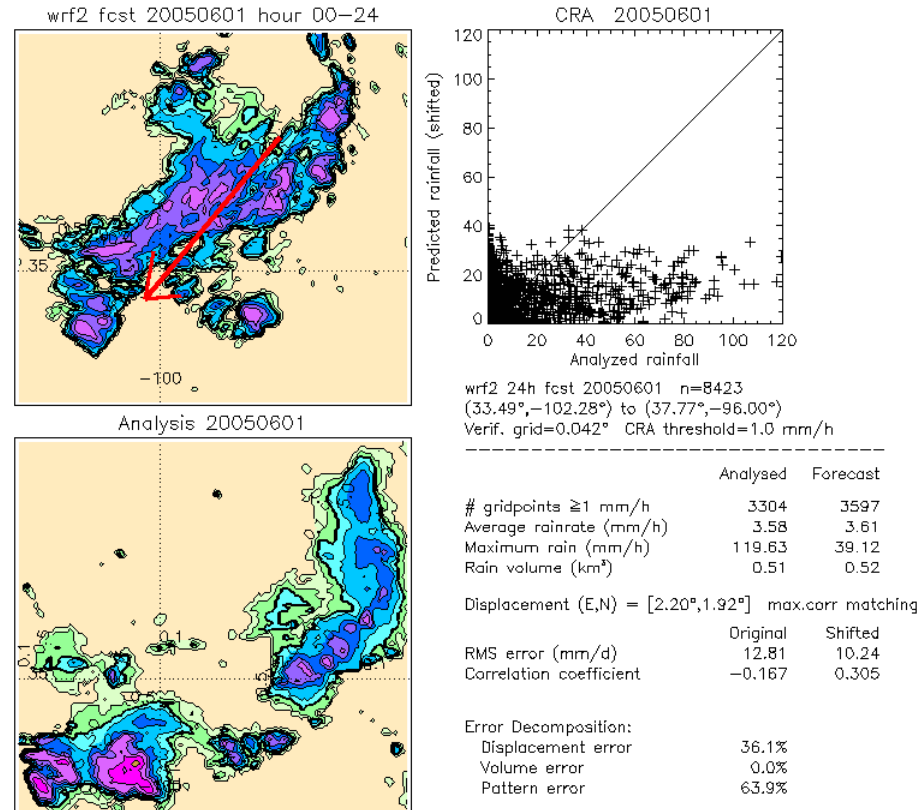 wrf2 fcst 20050601 hour 00-24
35
-100
Analysis 20050601
0.1
0.1
35
CRA 20050601
120
100
80
60
40
20
0
Predicted rainfall (shifted)
0 20 40 60 80 100 120
Analyzed rainfall
wrf2 24h fcst 20050601 n=8423
(33.49°,-102.28°) to (37.77°,-96.00°)
Verif. grid=0.042° CRA threshold=1.0 mm/h
Analysed Forecast
# gridpoints ≧1 mm/h 3304 3597
Average rainrate (mm/h) 3.58 3.61
Maximum rain (mm/h) 119.63 39.12
Rain volume (km³) 0.51 0.52
Displacement (E,N) = [2.20°,1.92°] max.corr matching
Original Shifted
RMS error (mm/d) 12.81 10.24
Correlation coefficient -0.167 0.305
Error Decomposition:
Displacement error 36.1%
Volume error 0.0%
Pattern error 63.9%